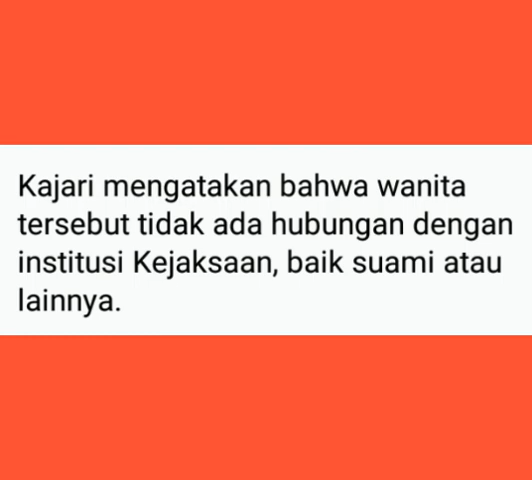 Kajari mengatakan bahwa wanita
tersebut tidak ada hubungan dengan
institusi Kejaksaan, baik suami atau
lainnya.